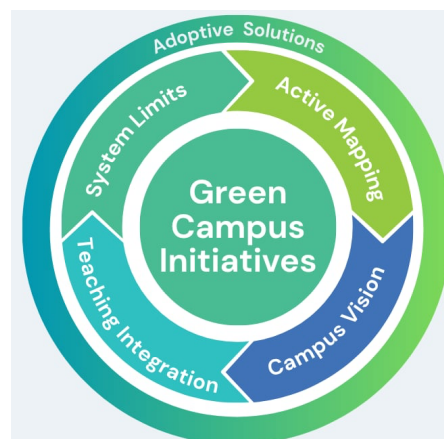 Adoptive Solutions
System Limits
Active Mapping
Green
Campus
Initiatives
Teaching Integration
Campus Vision